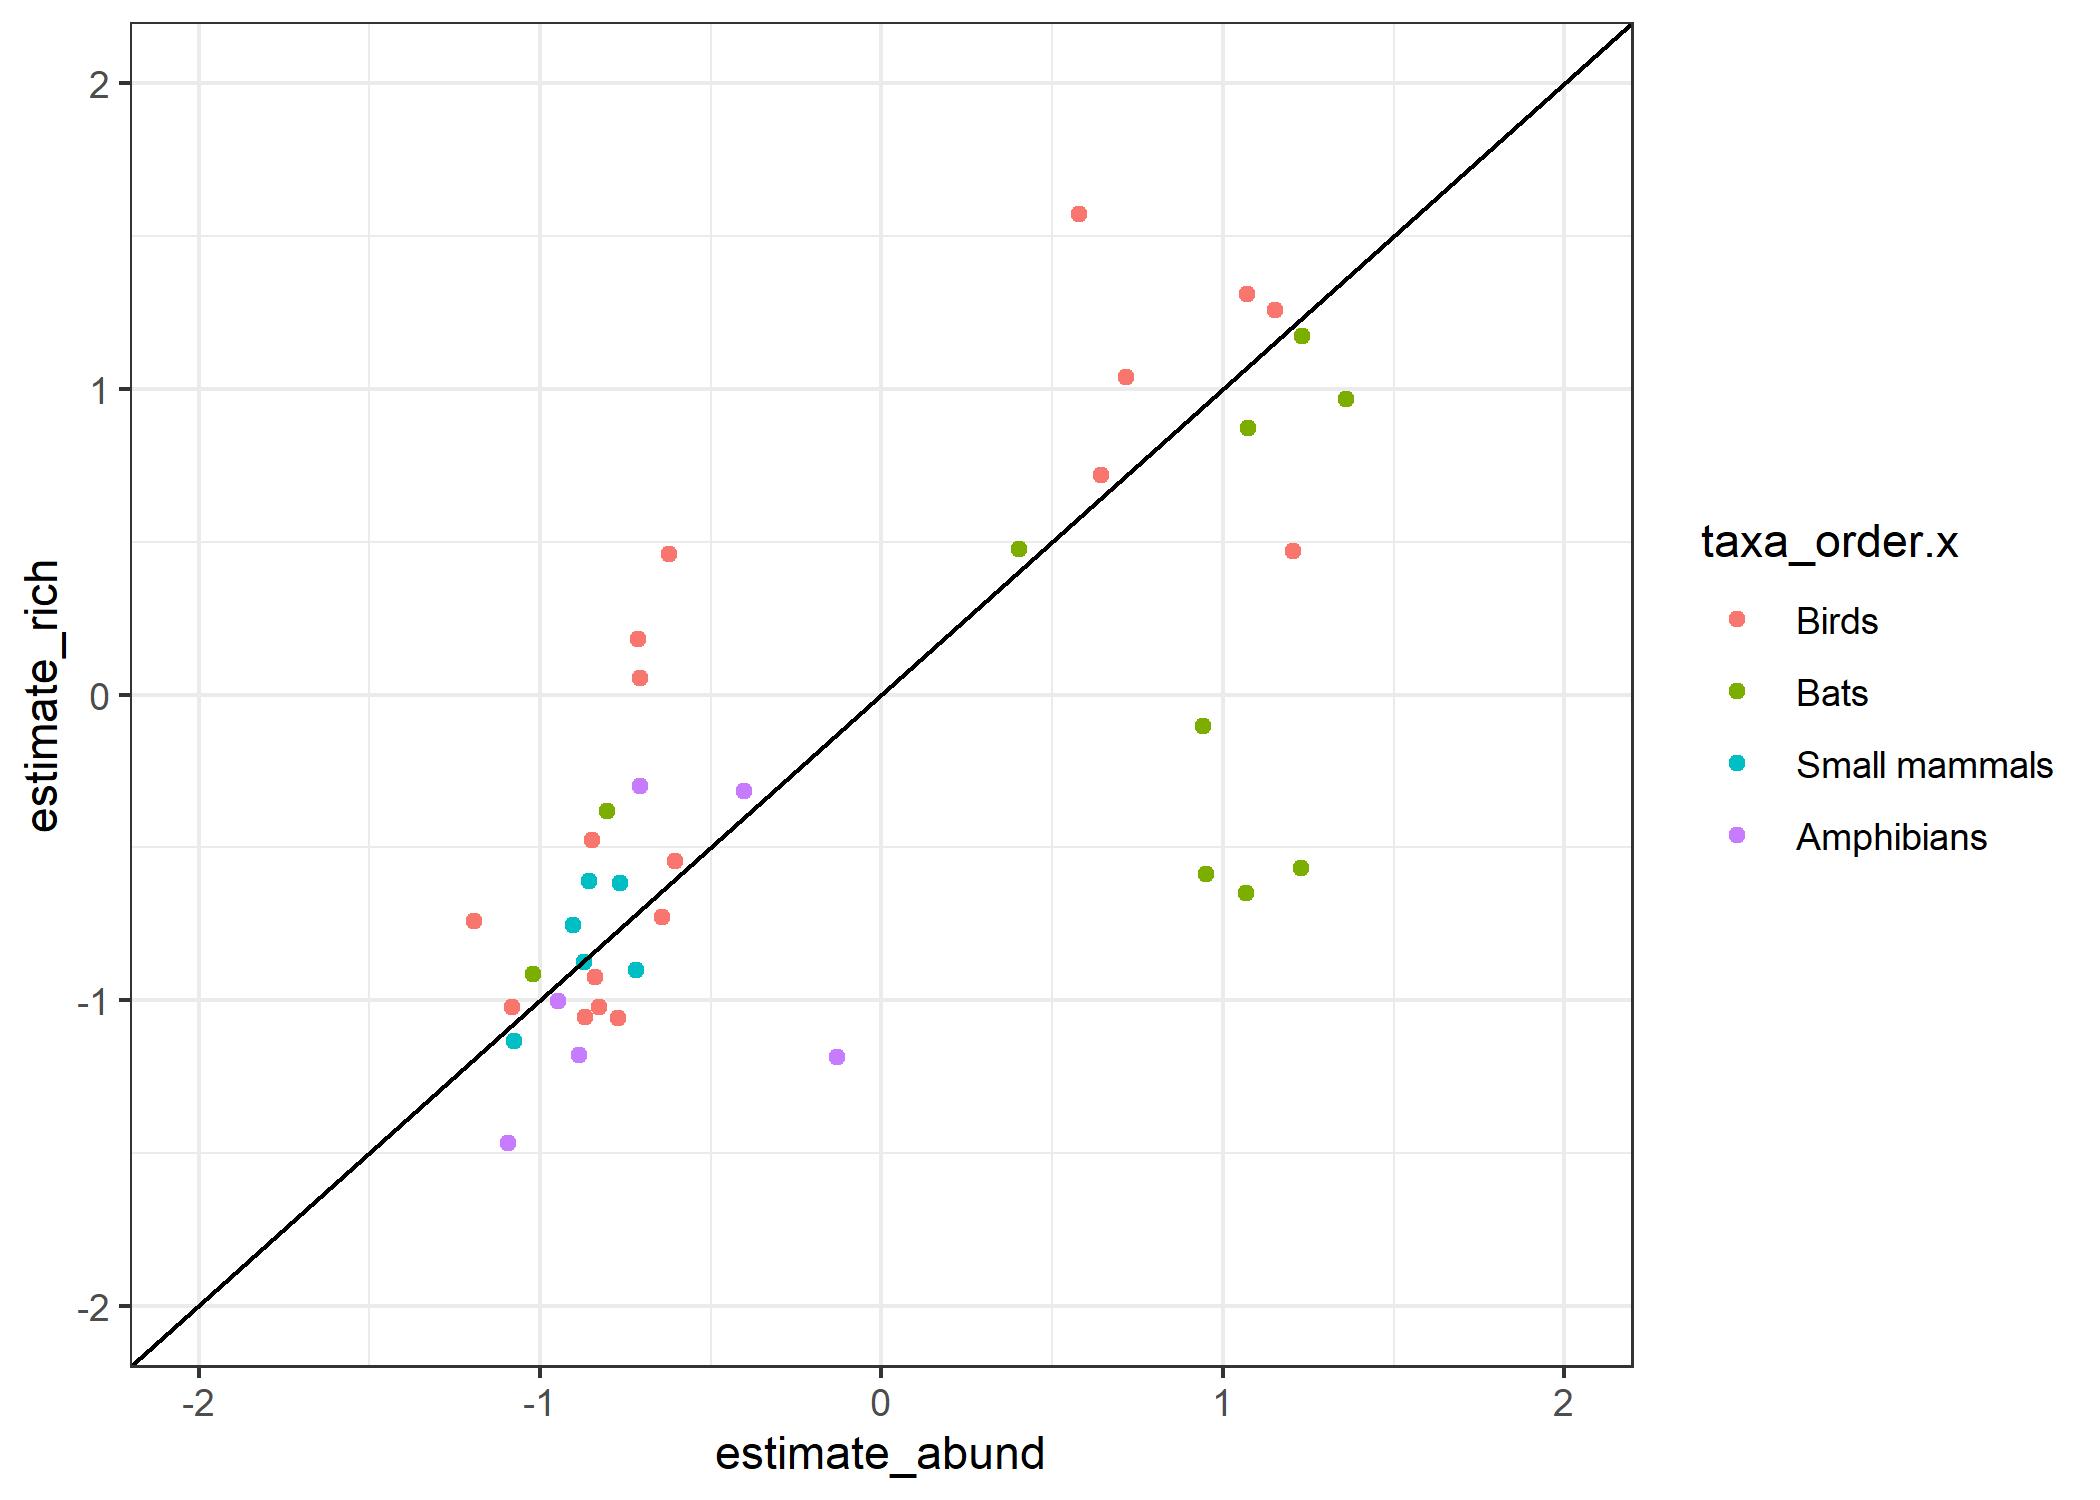 2
1
0
-1
-2
estimate_rich
-2
-1
0
1
2
estimate_abund
taxa_order.x
Birds
Bats
Small mammals
Amphibians